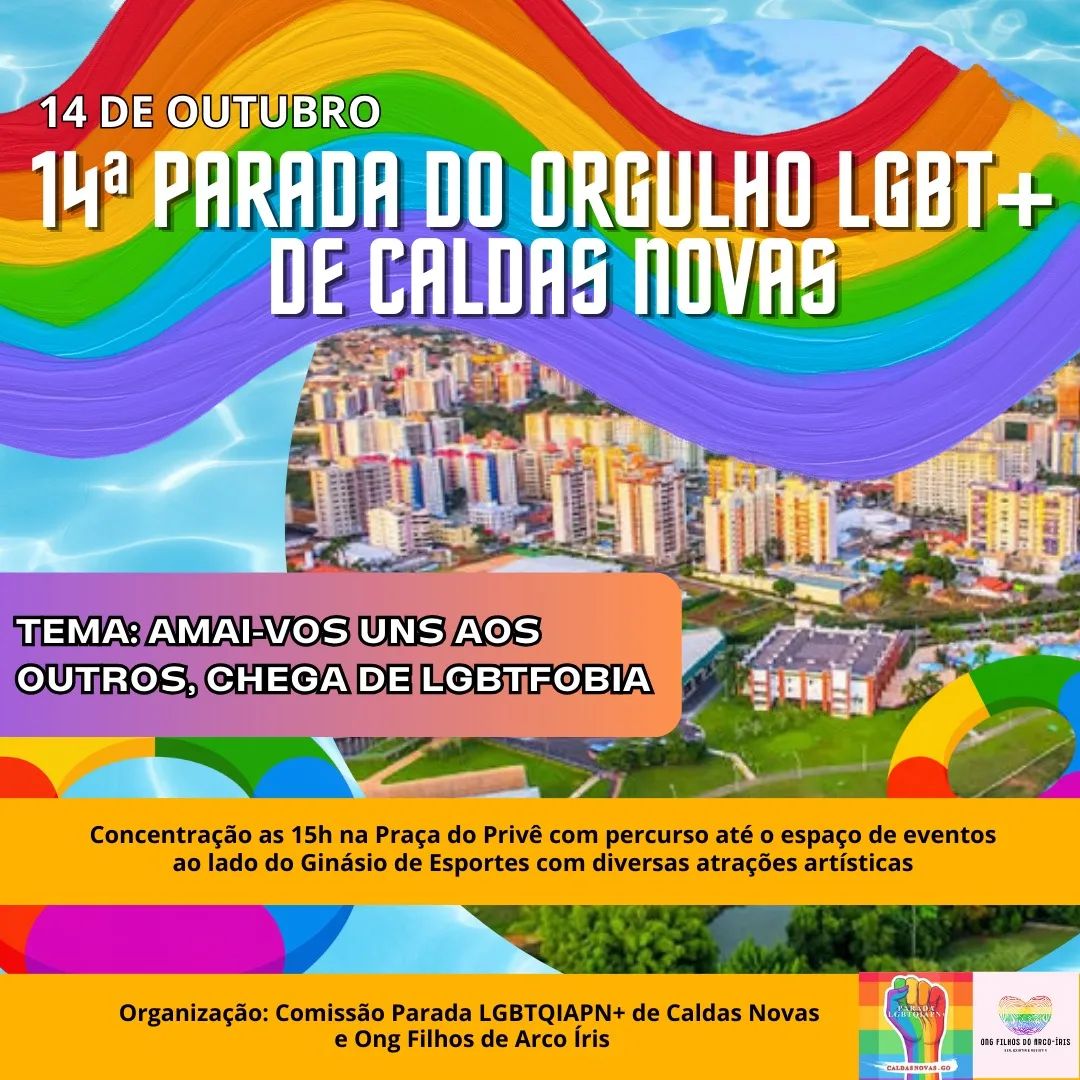 14 DE OUTUBRO
14ª PARADA DO ORGULHO LGBT+
DE CALDAS NOVAS
TEMA: AMAI-VOS UNS AOS
OUTROS, CHEGA DE LGBTFOBIA
Concentração as 15h na Praça do Privê com percurso até o espaço de eventos
ao lado do Ginásio de Esportes com diversas atrações artísticas
Organização: Comissão Parada LGBTQIAPN+ de Caldas Novas
e Ong Filhos de Arco Íris
PARADA
LGBTQIAPN+
CALDASNOVAS.GO
ONG FILHOS DO ARCO-ÍRIS